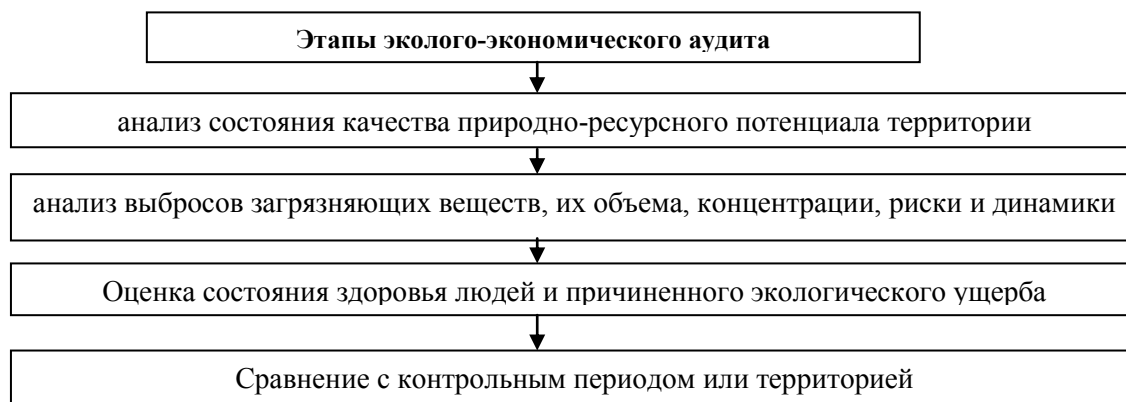 Этапы эколого-экономического аудита
анализ состояния качества природно-ресурсного потенциала территории
анализ выбросов загрязняющих веществ, их объема, концентрации, риски и динамики
Оценка состояния здоровья людей и причиненного экологического ущерба
Сравнение с контрольным периодом или территорией